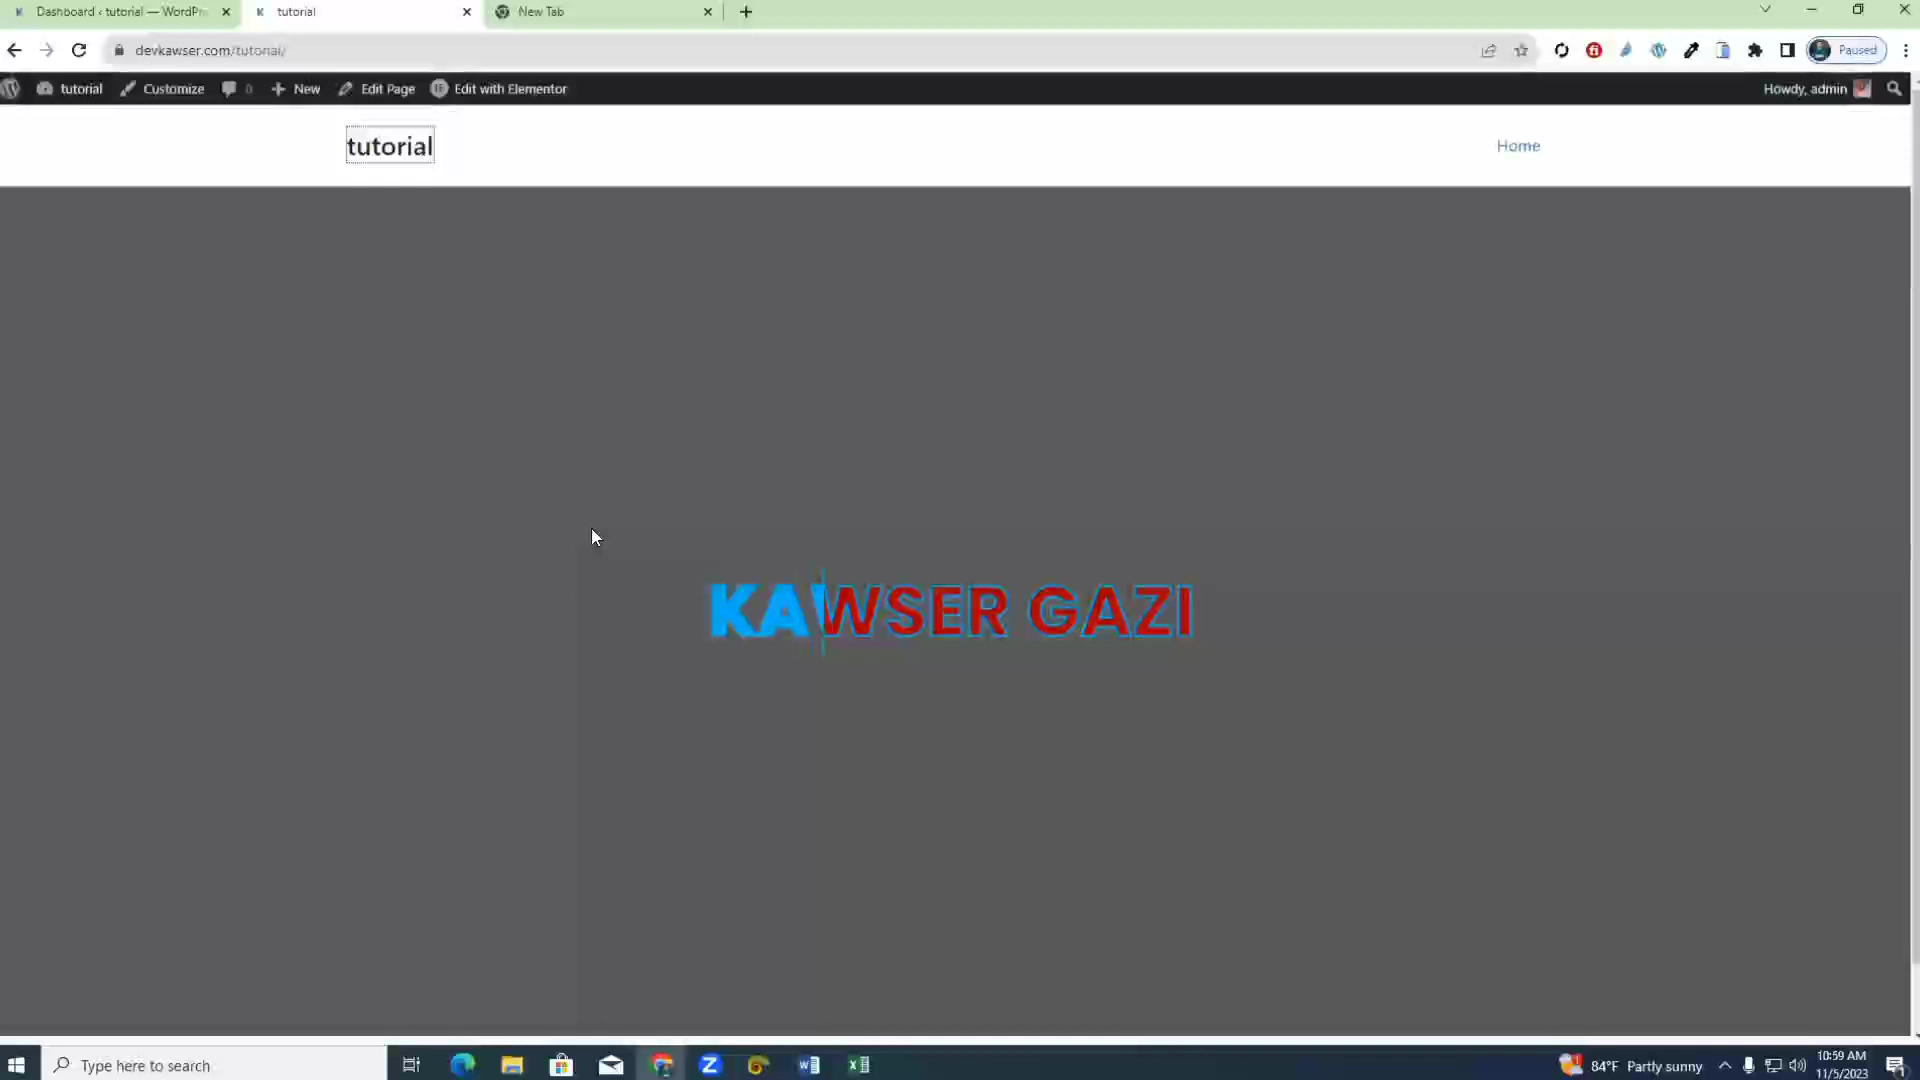 Dashboard ‹ tutorial — WordPr
tutorial
New Tab
devkawser.com/tutorial/
Paused
tutorial
Customize
0
New
Edit Page
Edit with Elementor
Howdy, admin
tutorial
Home
KAWSER GAZI
Type here to search
84°F Partly sunny
10:59 AM
11/5/2023